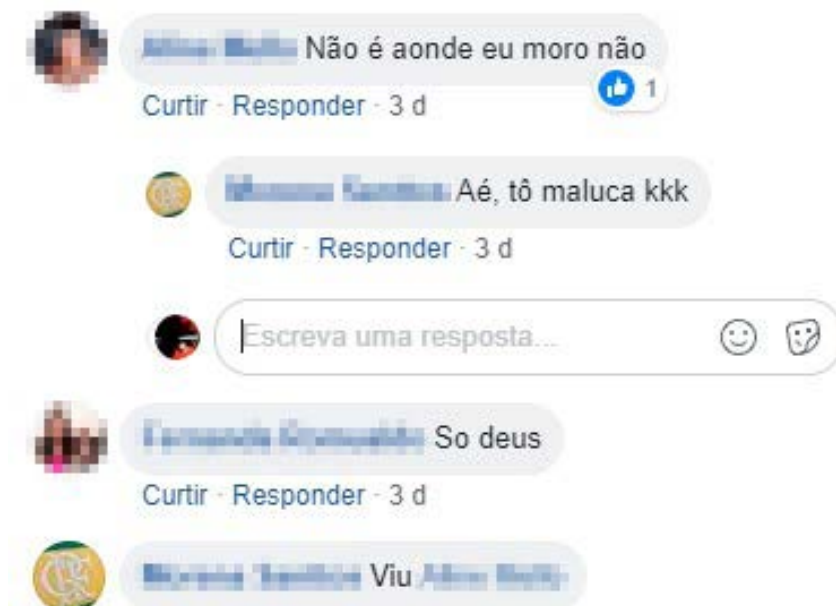 Não é aonde eu moro não
1
Curtir · Responder · 3 d
Aé, tô maluca kkk
Curtir · Responder · 3 d
Escreva uma resposta...
So deus
Curtir · Responder · 3 d
Viu